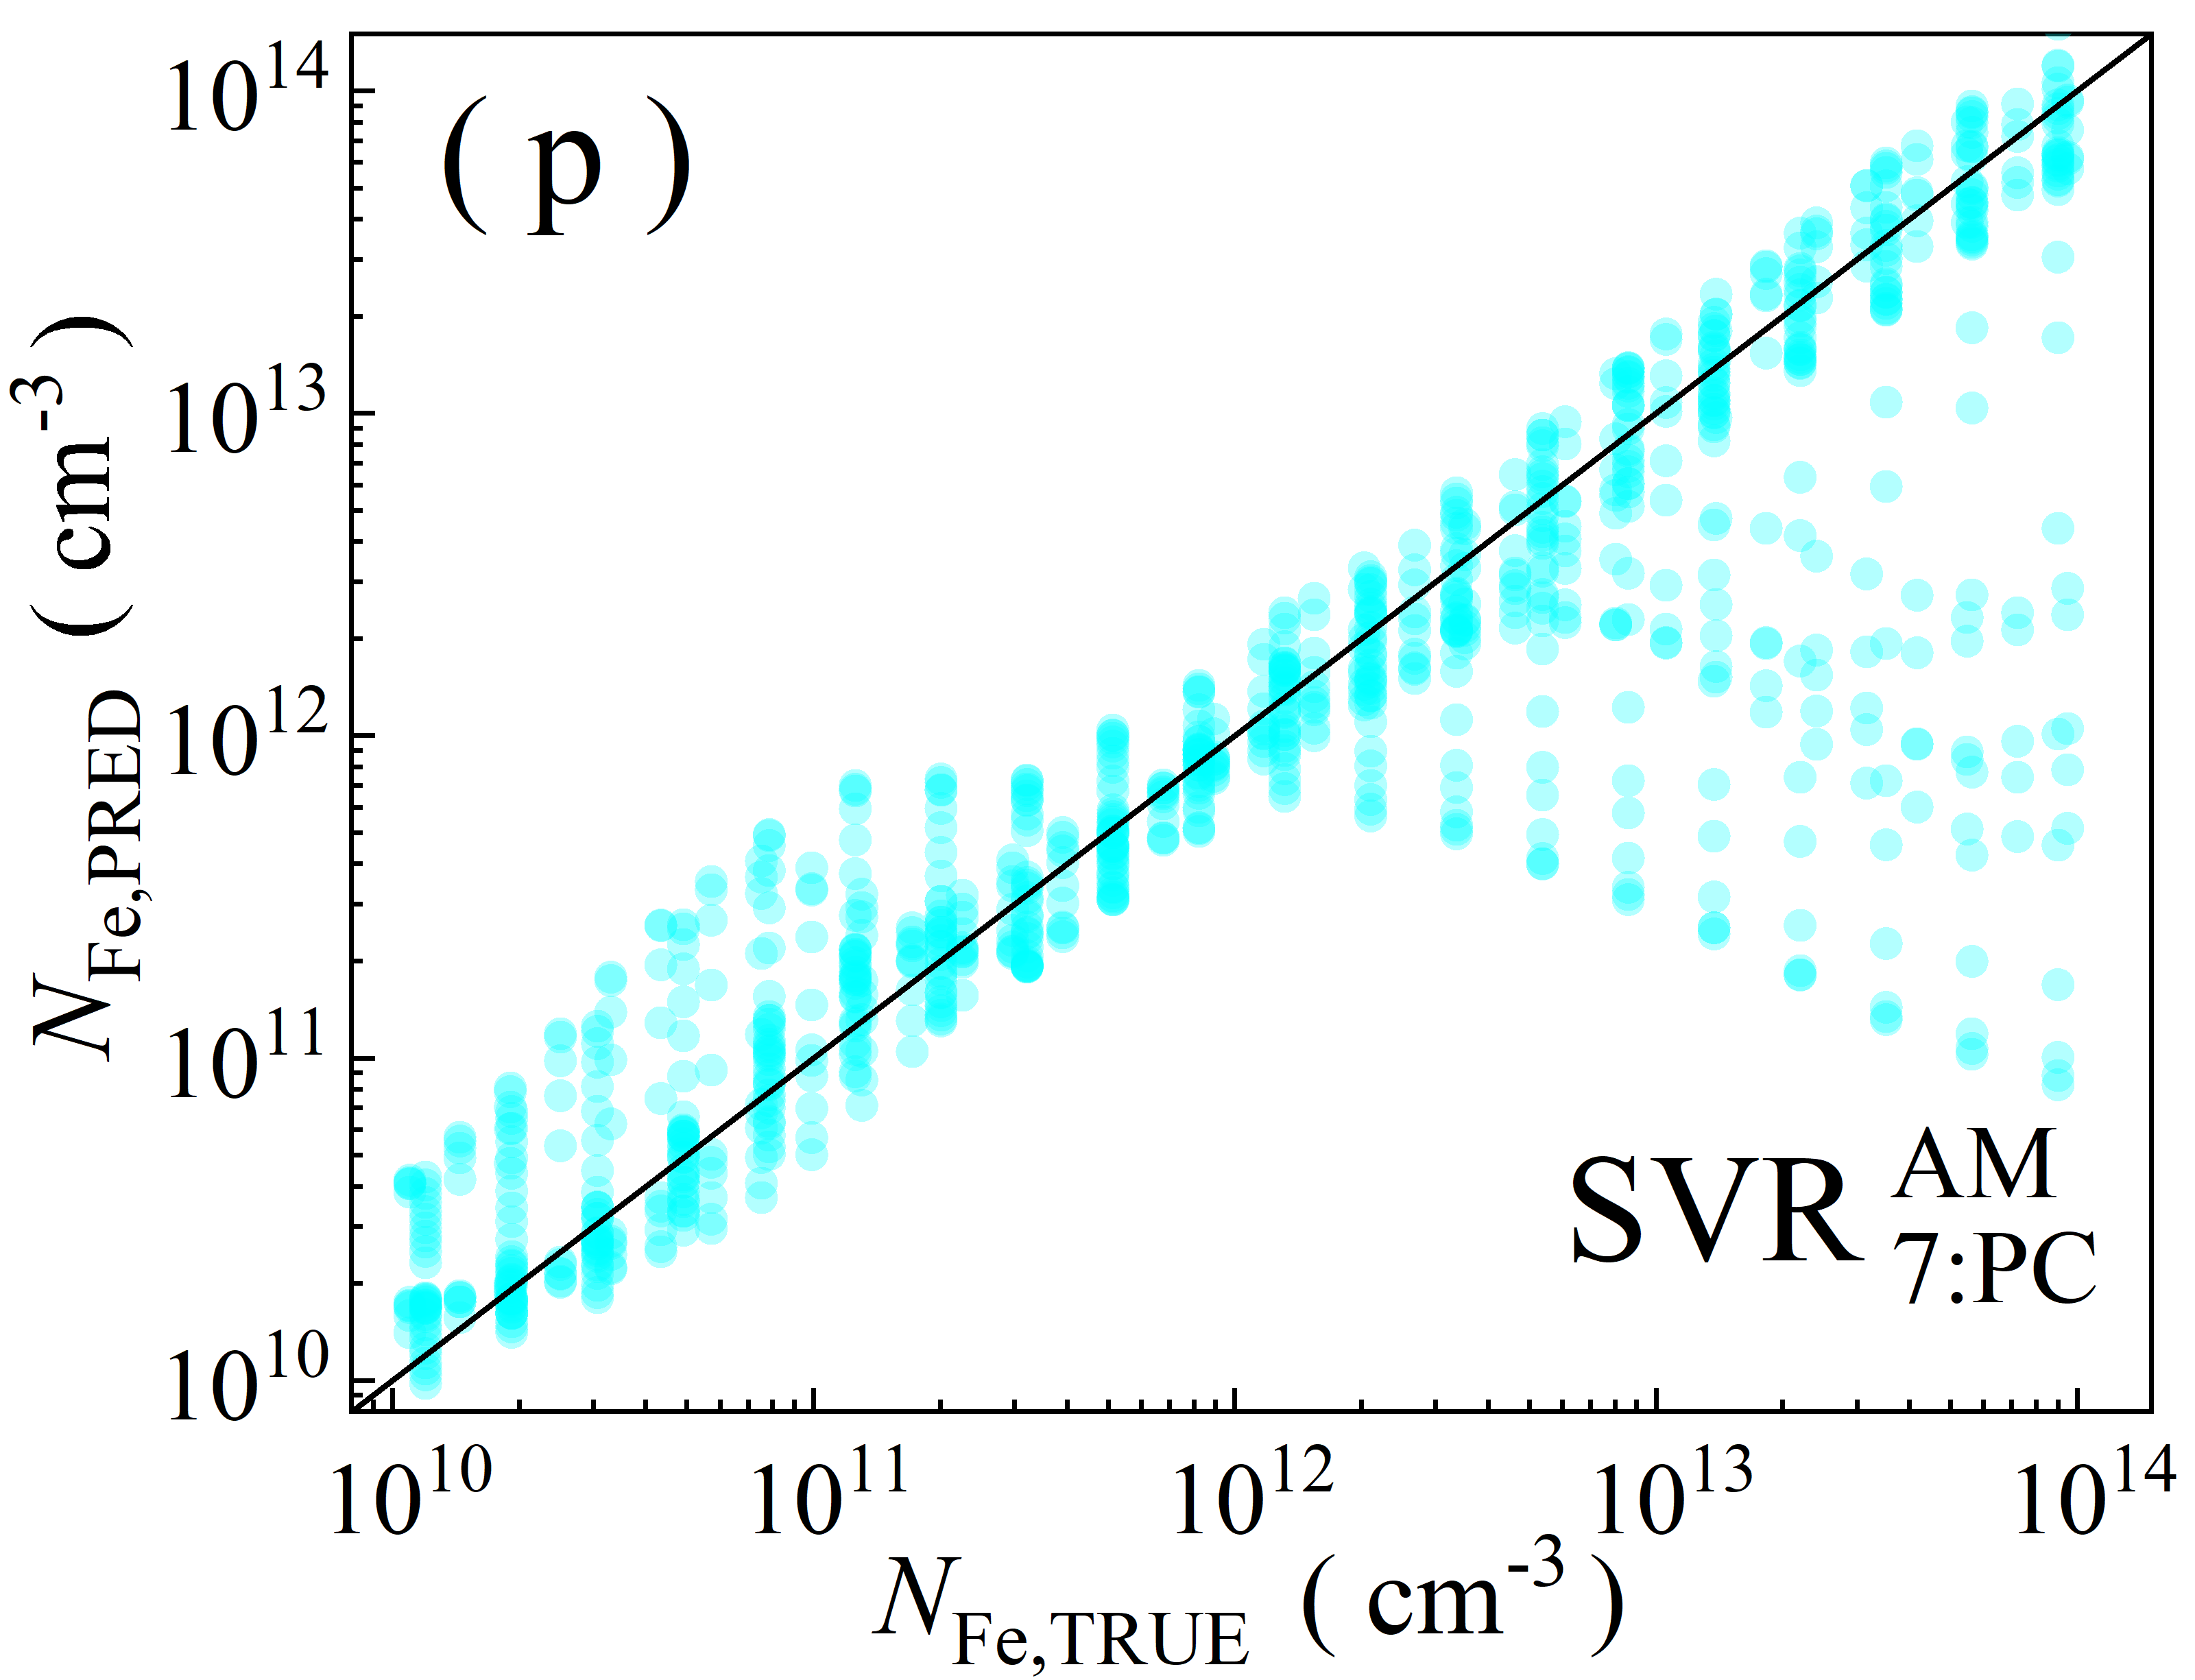 ( p )
10^14
10^13
10^12
10^11
10^10
N_Fe,PRED ( cm^-3 )
SVR AM
7:PC
10^10 10^11 10^12 10^13 10^14
N_Fe,TRUE ( cm^-3 )